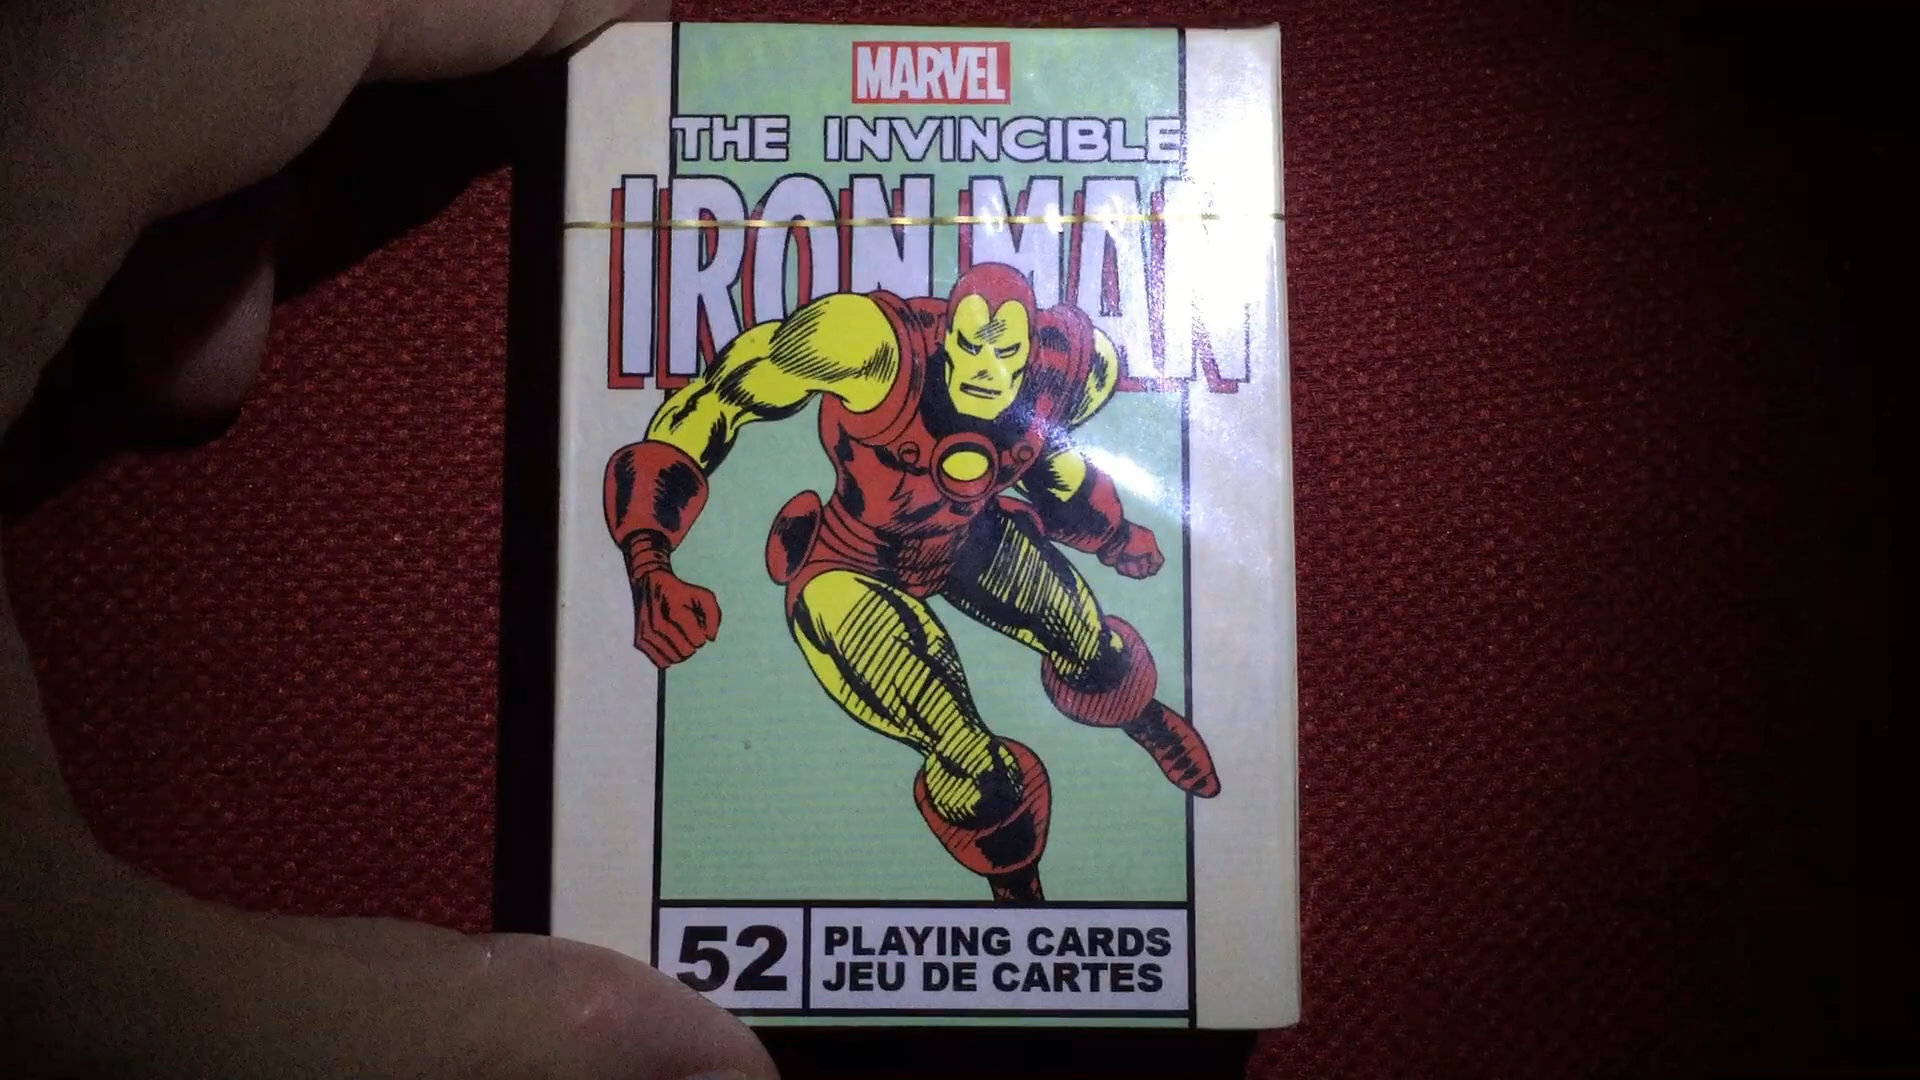 MARVEL
THE INVINCIBLE
IRON MAN
52
PLAYING CARDS
JEU DE CARTES